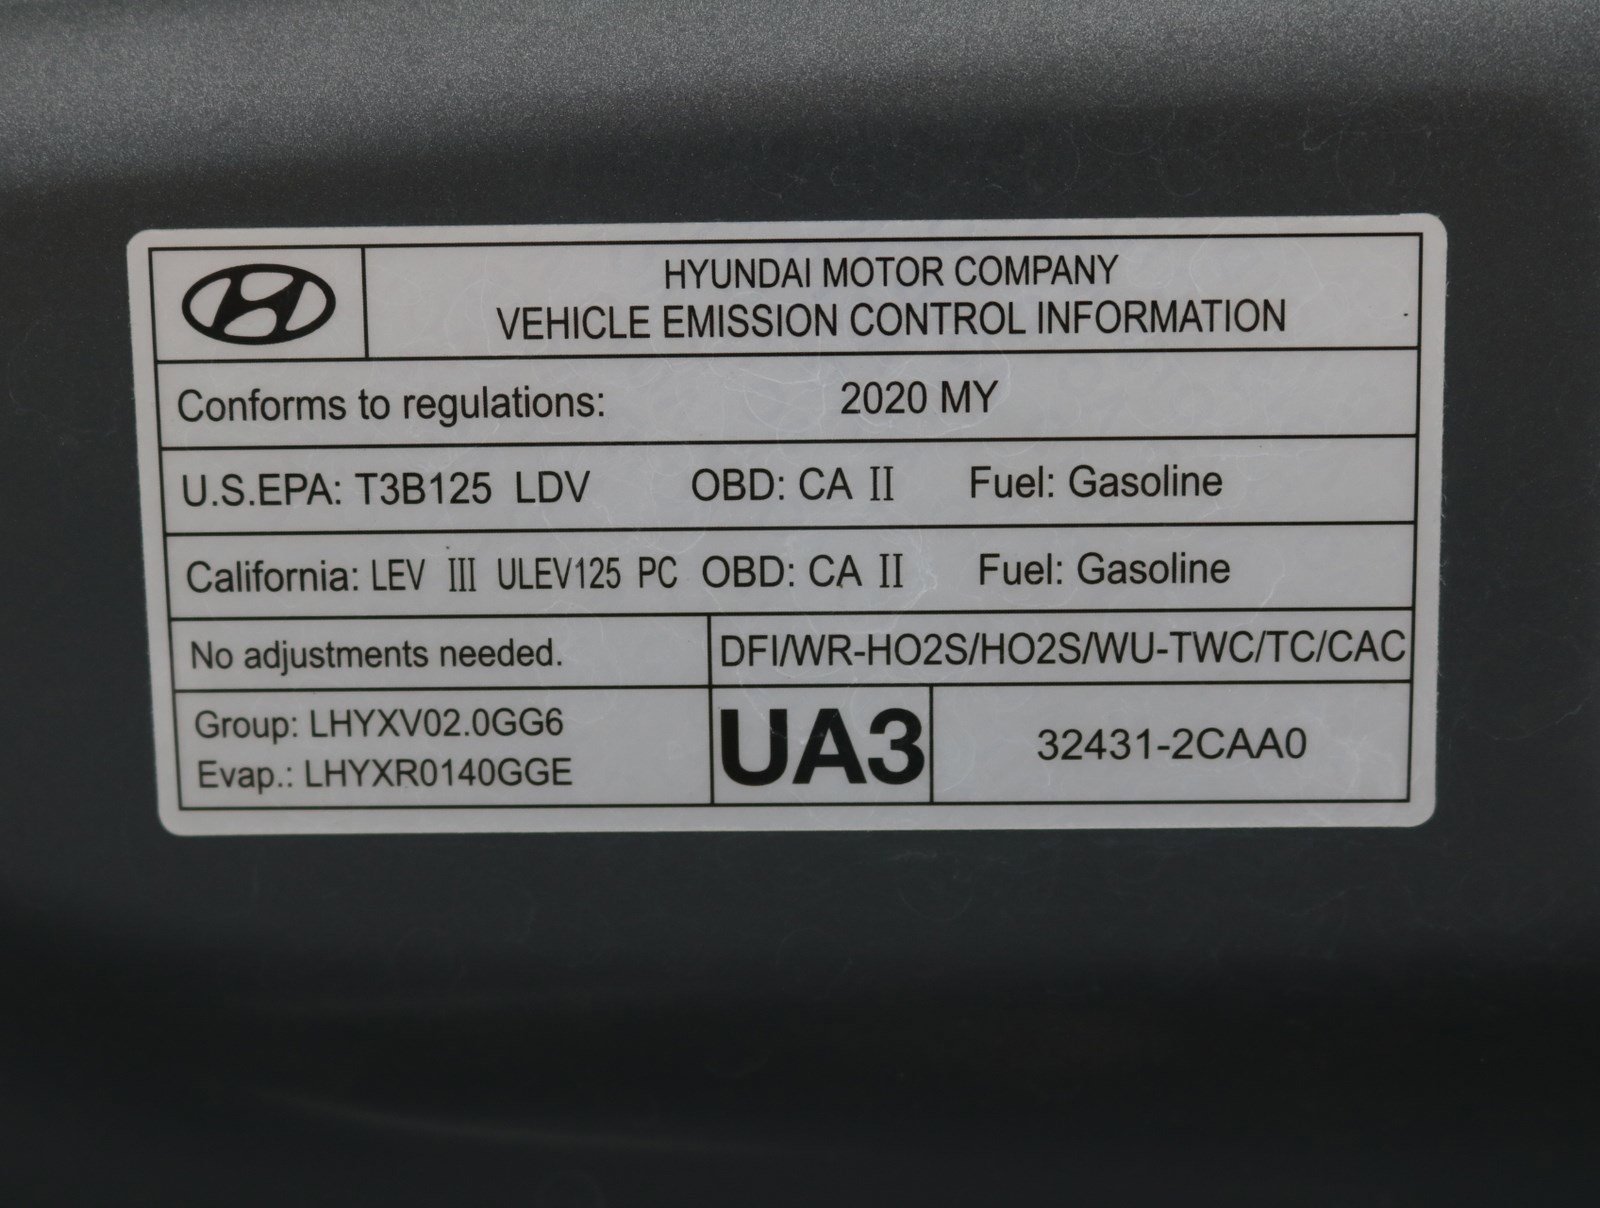 HYUNDAI MOTOR COMPANY
VEHICLE EMISSION CONTROL INFORMATION
Conforms to regulations: 2020 MY
U.S.EPA: T3B125 LDV OBD: CA II Fuel: Gasoline
California: LEV III ULEV125 PC OBD: CA II Fuel: Gasoline
No adjustments needed. DFI/WR-HO2S/HO2S/WU-TWC/TC/CAC
Group: LHYXV02.0GG6
Evap.: LHYXR0140GGE
UA3
32431-2CAA0